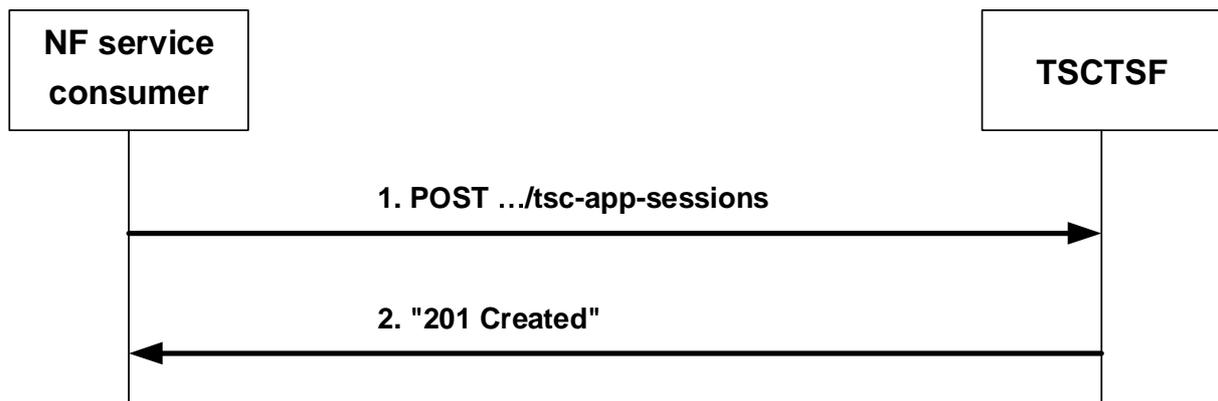 NF service
consumer
TSCTSF
1. POST …/tsc-app-sessions
2. "201 Created"